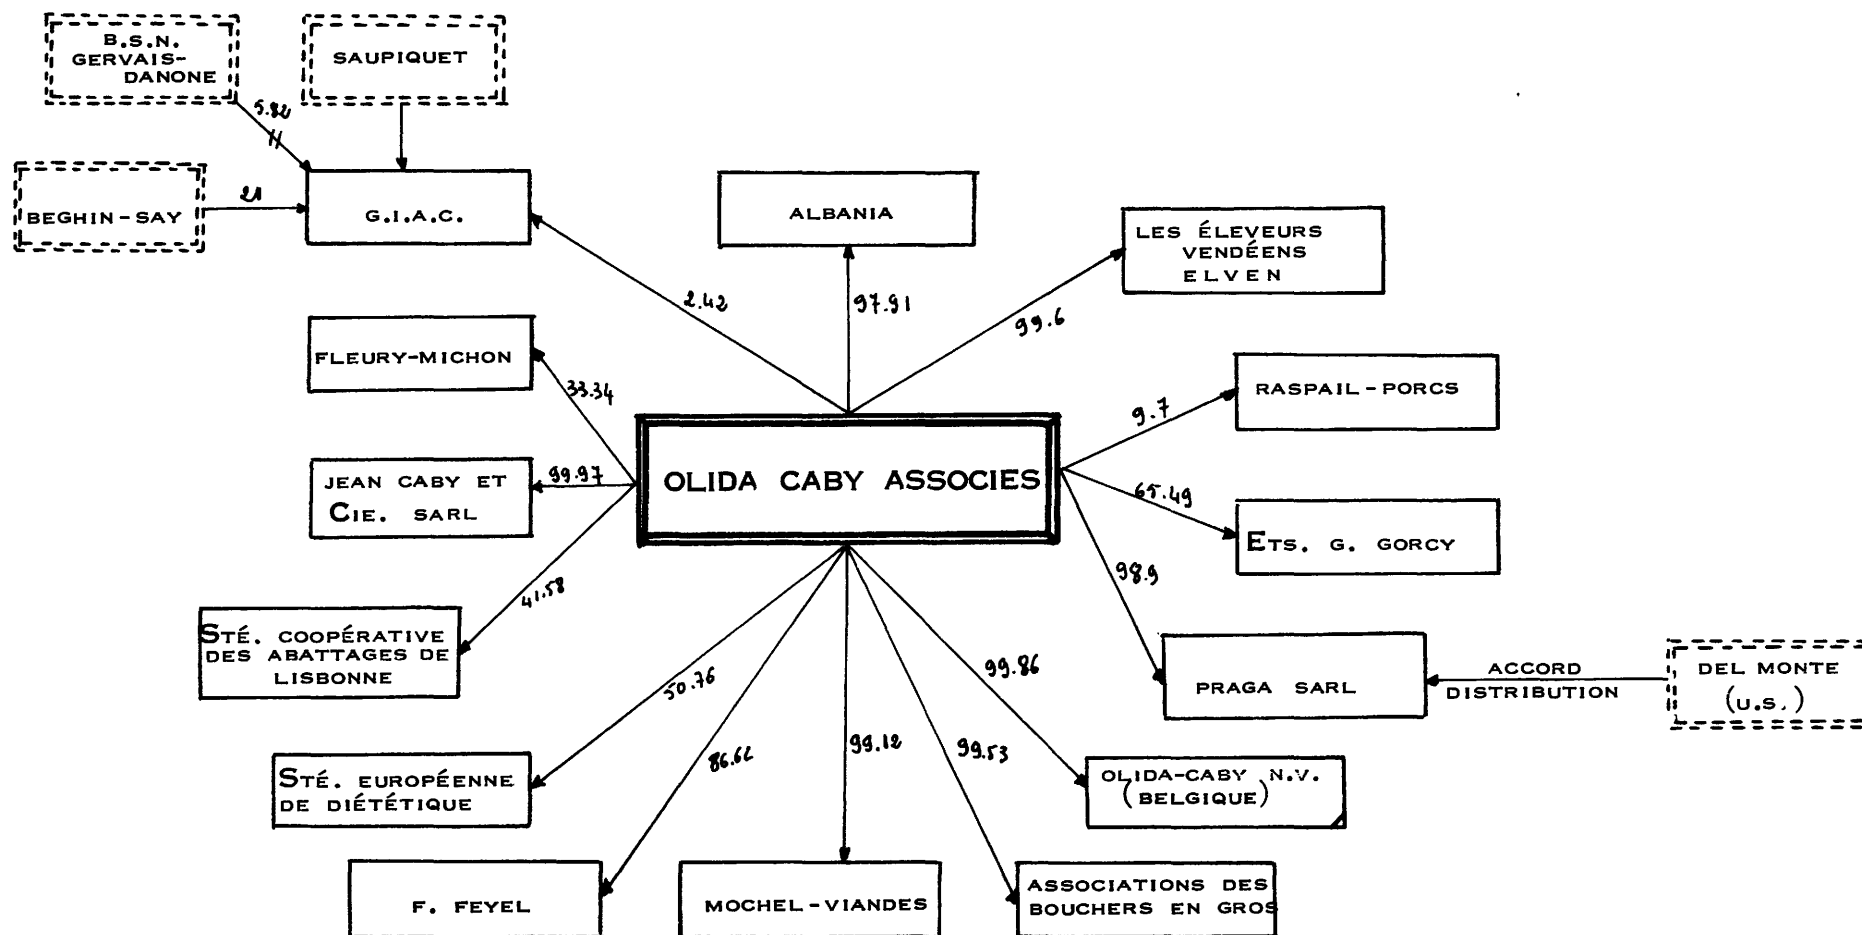 B.S.N.
GERVAIS-
DANONE
SAUPIQUET
5.82
BEGHIN-SAY
21
G.I.A.C.
ALBANIA
LES ÉLEVEURS
VENDÉENS
ELVEN
2.42
97.91
99.6
FLEURY-MICHON
33.34
RASPAIL-PORCS
9.7
JEAN CABY ET
CIE. SARL
99.97
OLIDA CABY ASSOCIES
65.49
ETS. G. GORCY
98.9
41.58
STÉ. COOPÉRATIVE
DES ABATTAGES DE
LISBONNE
PRAGA SARL
ACCORD
DISTRIBUTION
DEL MONTE
(U.S.)
50.76
86.62
99.12
99.53
99.86
STÉ. EUROPÉENNE
DE DIÉTÉTIQUE
OLIDA-CABY N.V.
(BELGIQUE)
F. FEYEL
MOCHEL-VIANDES
ASSOCIATIONS DES
BOUCHERS EN GROS